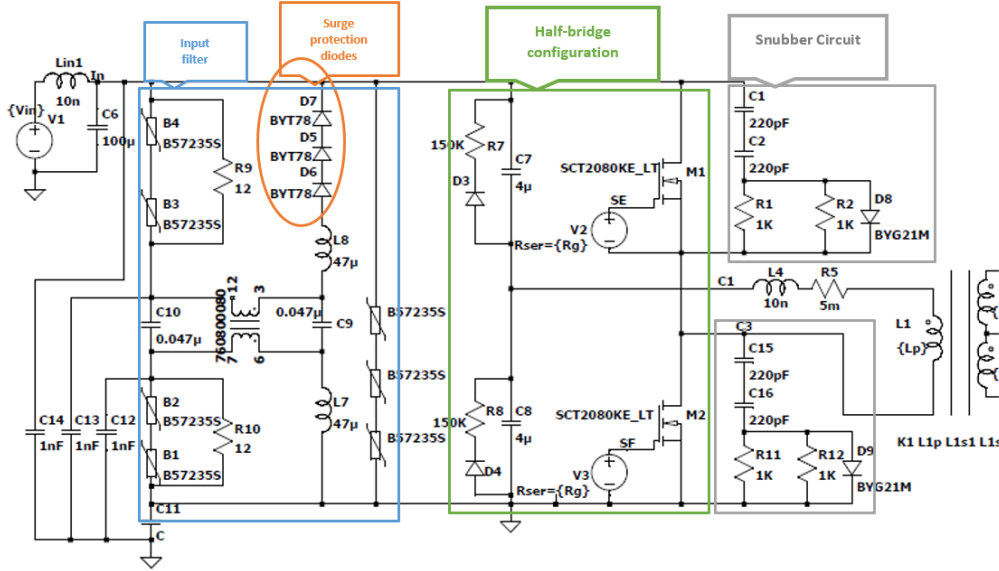 Input
filter
Surge
protection
diodes
Half-bridge
configuration
Snubber Circuit
Lin1
In
10n
{Vin}
V1
C6
100µ
B4
B57235S
R9
12
B3
B57235S
D7
BYT78
D5
BYT78
D6
BYT78
L8
47µ
150K
R7
D3
C7
4µ
SCT2080KE_LT
M1
SE
V2
Rser={Rg}
C1
220pF
C2
220pF
R1
1K
R2
1K
D8
BYG21M
C1
L4
10n
R5
5m
L1
{Lp}
C10
0.047µ
760800080
12
3
7
6
0.047µ
C9
B57235S
B57235S
B57235S
B2
B57235S
R10
12
B1
B57235S
L7
47µ
C14
1nF
C13
1nF
C12
1nF
C11
C
150K
R8
D4
C8
4µ
SCT2080KE_LT
M2
SF
V3
Rser={Rg}
C3
C15
220pF
C16
220pF
R11
1K
R12
1K
D9
BYG21M
K1 L1p L1s1 L1s
{
{